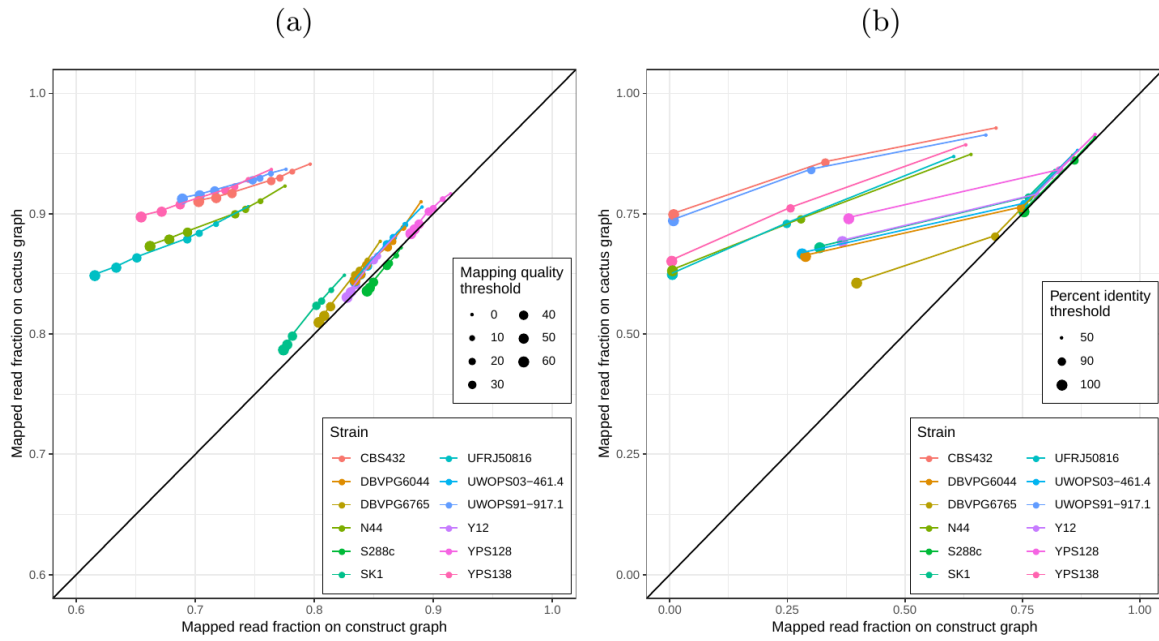 (a)
(b)
Mapped read fraction on cactus graph
1.0
0.9
0.8
0.7
0.6
0.6 0.7 0.8 0.9 1.0
Mapped read fraction on construct graph
Mapping quality
threshold
0 40
10 50
20 60
30
Strain
CBS432 UFRJ50816
DBVPG6044 UWOPS03−461.4
DBVPG6765 UWOPS91−917.1
N44 Y12
S288c YPS128
SK1 YPS138
Mapped read fraction on cactus graph
1.00
0.75
0.50
0.25
0.00
0.00 0.25 0.50 0.75 1.00
Mapped read fraction on construct graph
Percent identity
threshold
50
90
100
Strain
CBS432 UFRJ50816
DBVPG6044 UWOPS03−461.4
DBVPG6765 UWOPS91−917.1
N44 Y12
S288c YPS128
SK1 YPS138